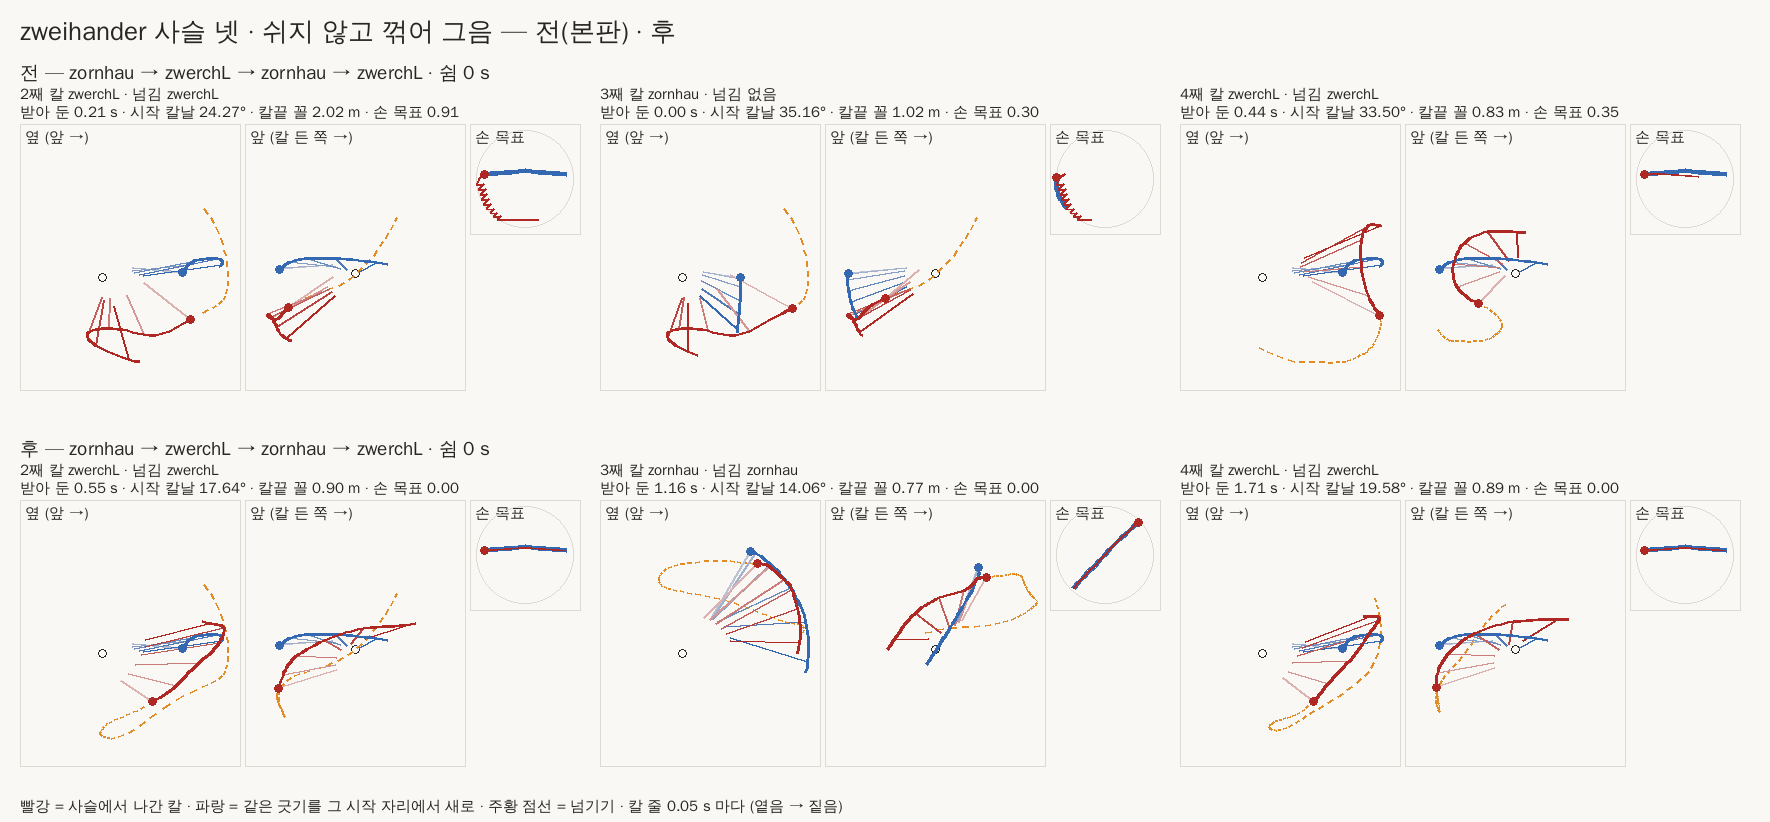 zweihander 사슬 넷 · 쉬지 않고 꺾어 그음 — 전(본판) · 후
전 — zornhau → zwerchL → zornhau → zwerchL · 쉼 0 s
2째 칼 zwerchL · 넘김 zwerchL
받아 둔 0.21 s · 시작 칼날 24.27° · 칼끝 꼴 2.02 m · 손 목표 0.91
옆 (앞 →)
앞 (칼 든 쪽 →)
손 목표
3째 칼 zornhau · 넘김 없음
받아 둔 0.00 s · 시작 칼날 35.16° · 칼끝 꼴 1.02 m · 손 목표 0.30
옆 (앞 →)
앞 (칼 든 쪽 →)
손 목표
4째 칼 zwerchL · 넘김 zwerchL
받아 둔 0.44 s · 시작 칼날 33.50° · 칼끝 꼴 0.83 m · 손 목표 0.35
옆 (앞 →)
앞 (칼 든 쪽 →)
손 목표
후 — zornhau → zwerchL → zornhau → zwerchL · 쉼 0 s
2째 칼 zwerchL · 넘김 zwerchL
받아 둔 0.55 s · 시작 칼날 17.64° · 칼끝 꼴 0.90 m · 손 목표 0.00
옆 (앞 →)
앞 (칼 든 쪽 →)
손 목표
3째 칼 zornhau · 넘김 zornhau
받아 둔 1.16 s · 시작 칼날 14.06° · 칼끝 꼴 0.77 m · 손 목표 0.00
옆 (앞 →)
앞 (칼 든 쪽 →)
손 목표
4째 칼 zwerchL · 넘김 zwerchL
받아 둔 1.71 s · 시작 칼날 19.58° · 칼끝 꼴 0.89 m · 손 목표 0.00
옆 (앞 →)
앞 (칼 든 쪽 →)
손 목표
빨강 = 사슬에서 나간 칼 · 파랑 = 같은 긋기를 그 시작 자리에서 새로 · 주황 점선 = 넘기기 · 칼 줄 0.05 s 마다 (옅음 → 짙음)